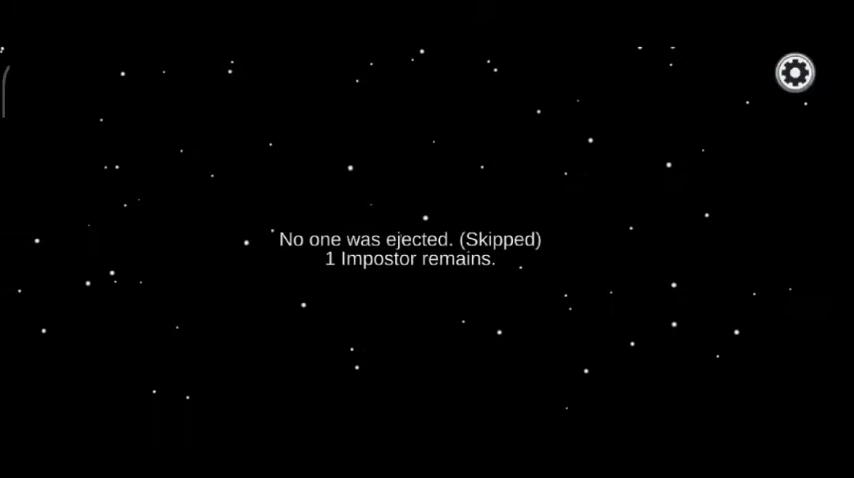 No one was ejected. (Skipped)
1 Impostor remains.